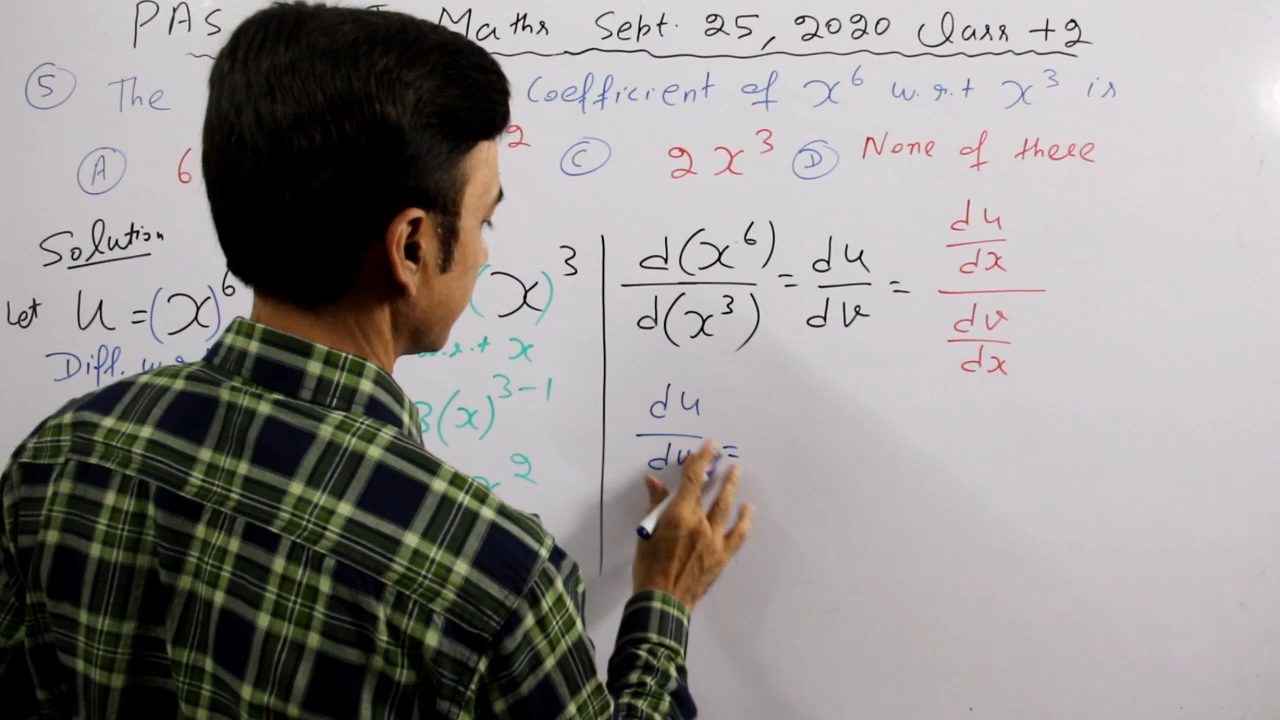 PAS Maths Sept. 25, 2020 Class +2
5 The Coefficient of x⁶ w.r.t x³ is
A 6 2 C 2x³ D None of these
Solution
Let u = (x)⁶ (x)³
Diff. w.r.t x
3(x)³⁻¹
2
d(x⁶)/d(x³) = du/dv = (du/dx)/(dv/dx)
du/dv =